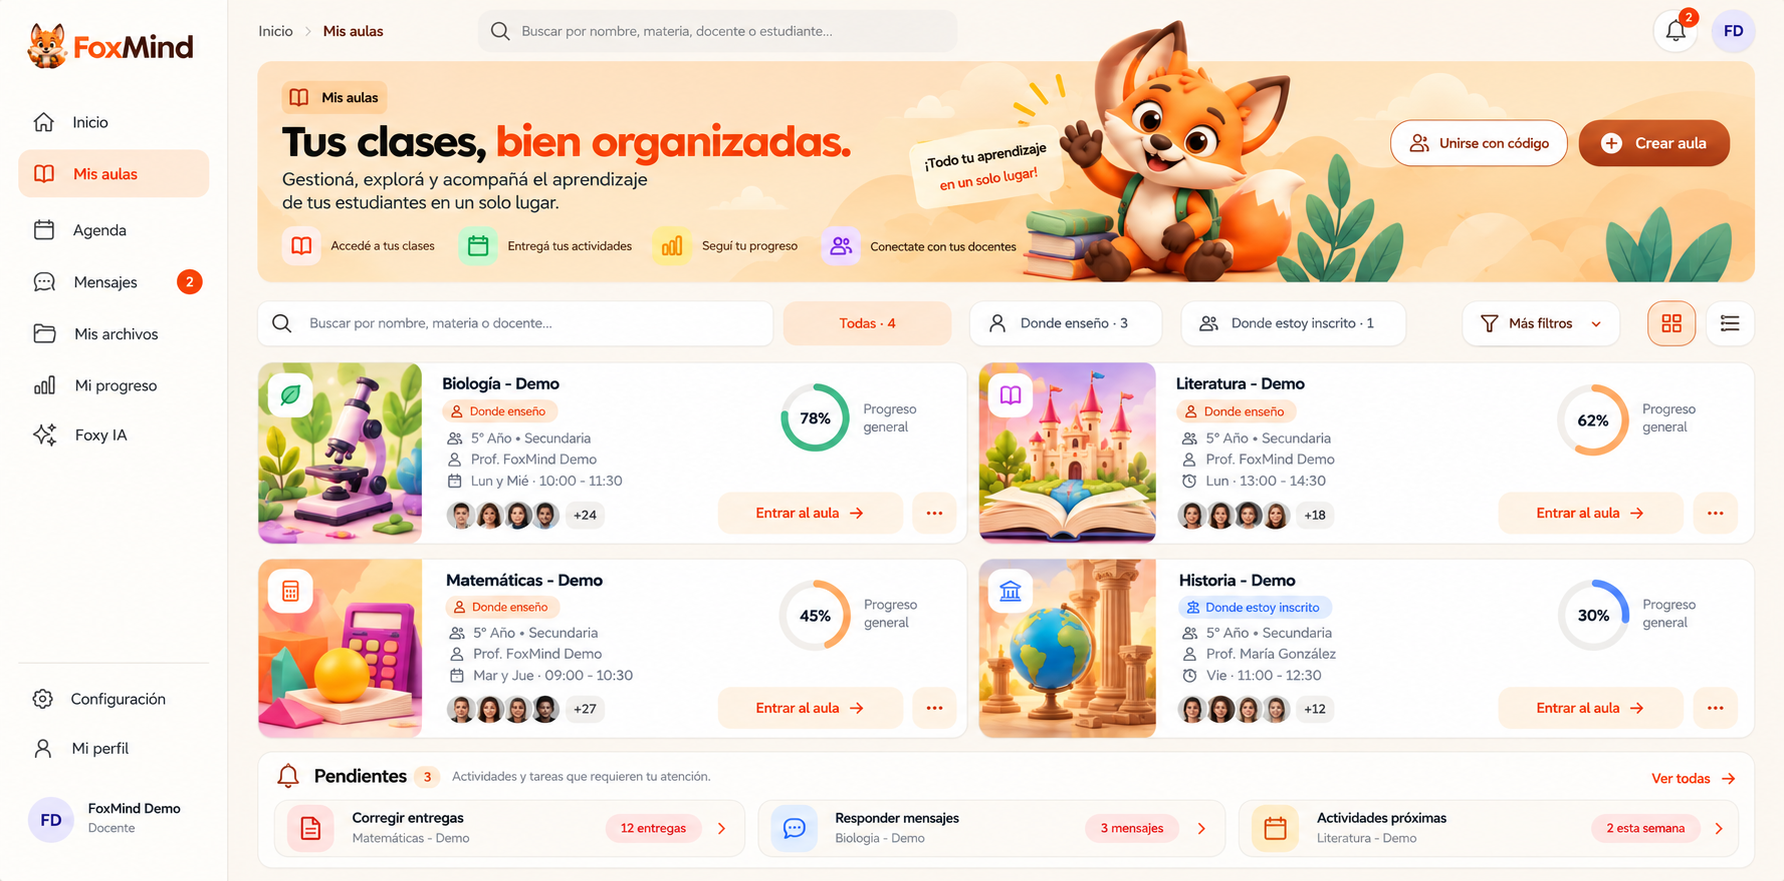 FoxMind
Inicio
Mis aulas
Agenda
Mensajes
2
Mis archivos
Mi progreso
Foxy IA
Configuración
Mi perfil
FD
FoxMind Demo
Docente
Inicio > Mis aulas
Buscar por nombre, materia, docente o estudiante...
2
FD
Mis aulas
Tus clases, bien organizadas.
Gestioná, explorá y acompañá el aprendizaje
de tus estudiantes en un solo lugar.
Accedé a tus clases
Entregá tus actividades
Seguí tu progreso
Conectate con tus docentes
¡Todo tu aprendizaje
en un solo lugar!
Unirse con código
Crear aula
Buscar por nombre, materia o docente...
Todas · 4
Donde enseño · 3
Donde estoy inscrito · 1
Más filtros
Biología - Demo
Donde enseño
5° Año • Secundaria
Prof. FoxMind Demo
Lun y Mié · 10:00 - 11:30
+24
78%
Progreso
general
Entrar al aula
Literatura - Demo
Donde enseño
5° Año • Secundaria
Prof. FoxMind Demo
Lun · 13:00 - 14:30
+18
62%
Progreso
general
Entrar al aula
Matemáticas - Demo
Donde enseño
5° Año • Secundaria
Prof. FoxMind Demo
Mar y Jue · 09:00 - 10:30
+27
45%
Progreso
general
Entrar al aula
Historia - Demo
Donde estoy inscrito
5° Año • Secundaria
Prof. María González
Vie · 11:00 - 12:30
+12
30%
Progreso
general
Entrar al aula
Pendientes 3 Actividades y tareas que requieren tu atención.
Ver todas
Corregir entregas
Matemáticas - Demo
12 entregas
Responder mensajes
Biologia - Demo
3 mensajes
Actividades próximas
Literatura - Demo
2 esta semana